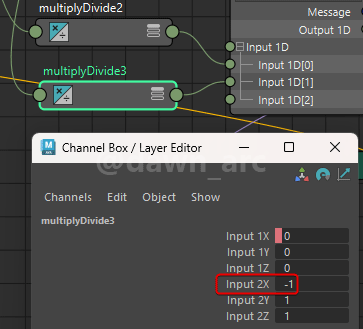 multiplyDivide2
Message
Output 1D
Input 1D
multiplyDivide3
Input 1D[0]
Input 1D[1]
Input 1D[2]
M
Channel Box / Layer Editor
@dawn_arc
Channels Edit Object Show
multiplyDivide3
Input 1X 0
Input 1Y 0
Input 1Z 0
Input 2X -1
Input 2Y 1
Input 2Z 1